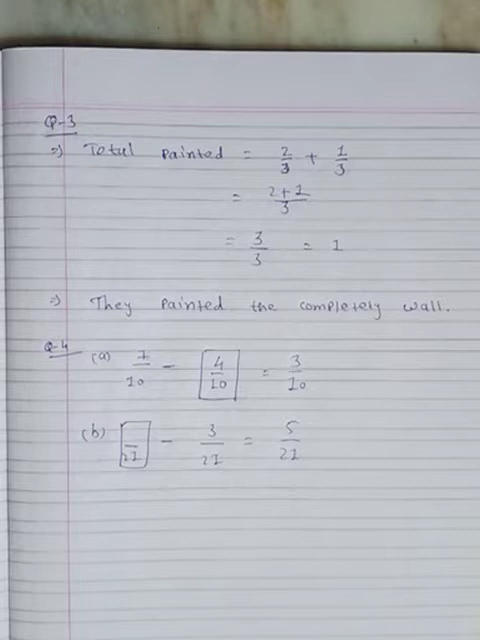 Q-3
=> Total Painted = 2/3 + 1/3
= 2+1/3
= 3/3 = 1
=> They Painted the completely wall.
Q-4 (a) 7/10 - 4/10 = 3/10
(b) /21 - 3/21 = 5/21